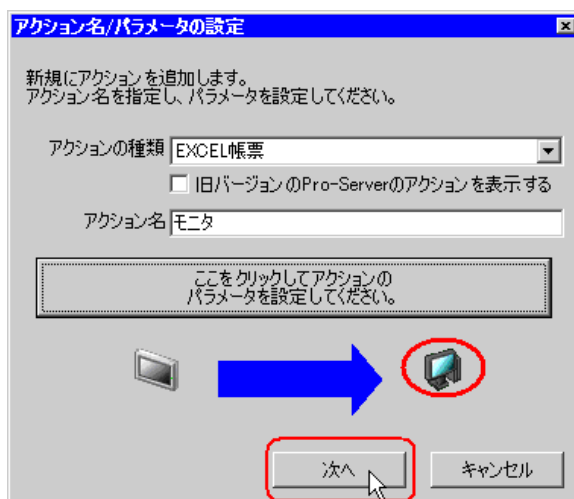 アクション名/パラメータの設定
新規にアクションを追加します。
アクション名を指定し、パラメータを設定してください。
アクションの種類 EXCEL帳票
旧バージョンのPro-Serverのアクションを表示する
アクション名 モニタ
ここをクリックしてアクションの
パラメータを設定してください。
次へ キャンセル